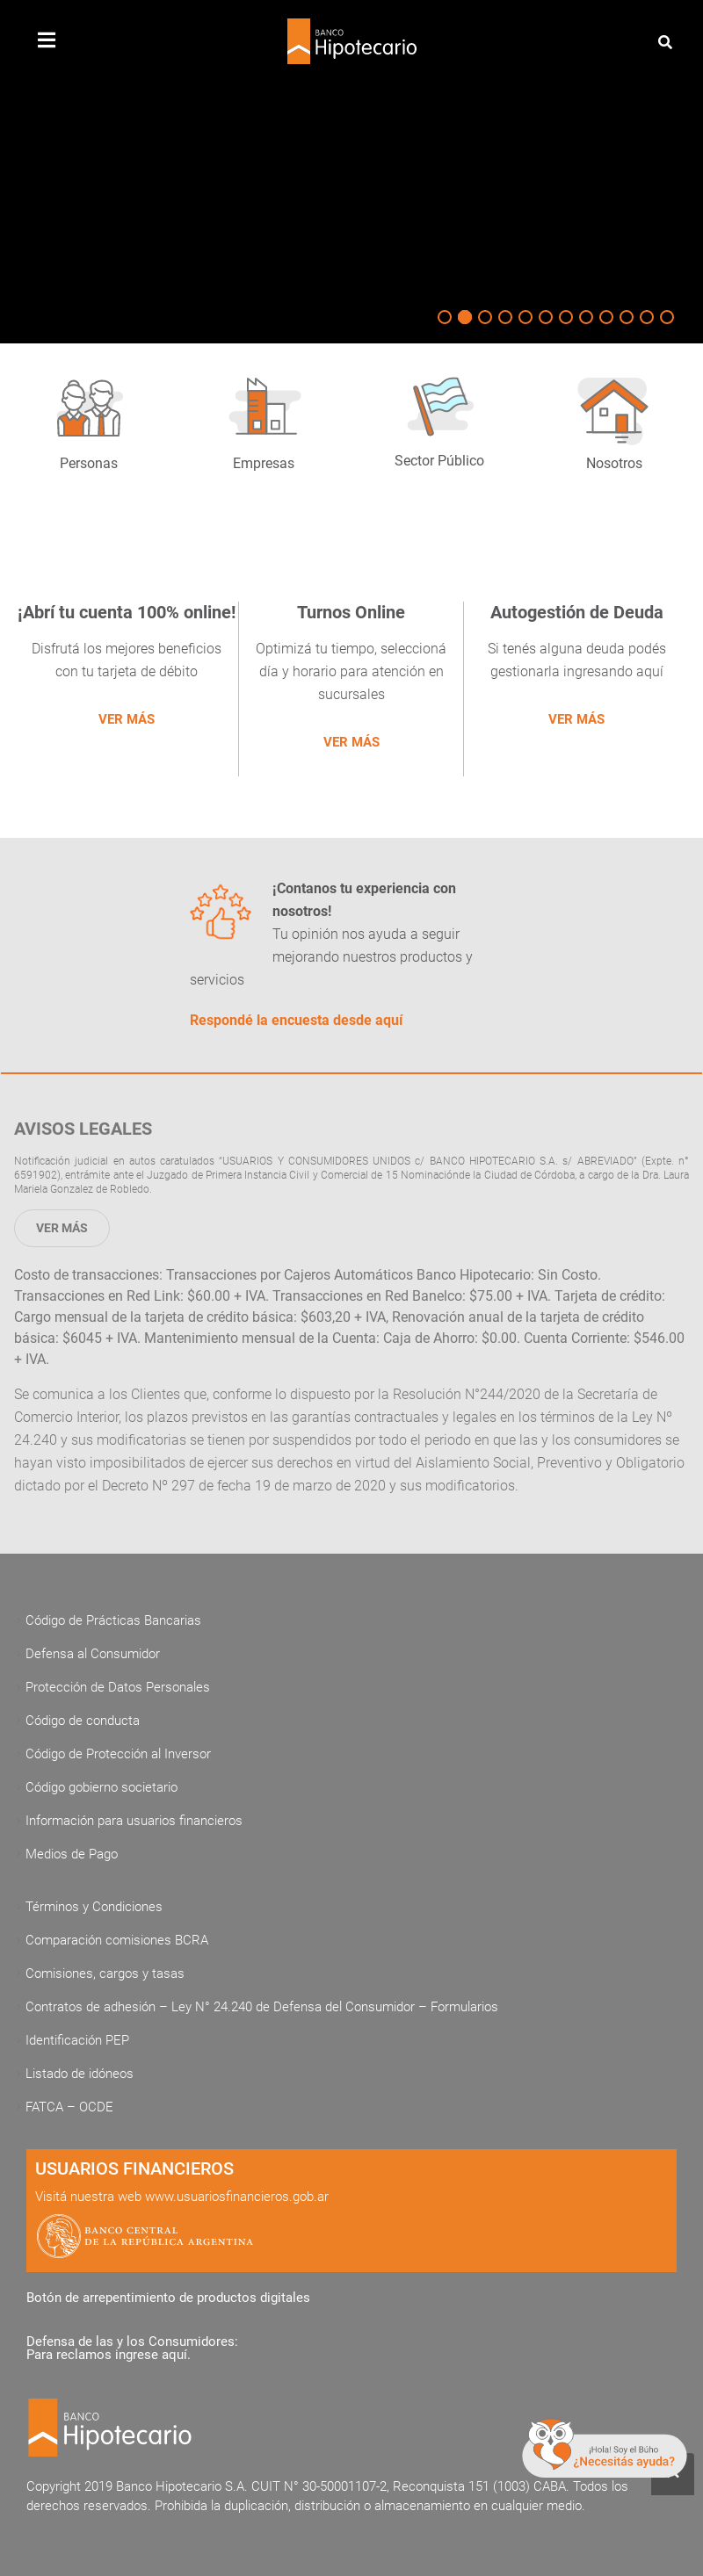 BANCO
Hipotecario
Personas
Empresas
Sector Público
Nosotros
¡Abrí tu cuenta 100% online!
Disfrutá los mejores beneficios
con tu tarjeta de débito
VER MÁS
Turnos Online
Optimizá tu tiempo, seleccioná
día y horario para atención en
sucursales
VER MÁS
Autogestión de Deuda
Si tenés alguna deuda podés
gestionarla ingresando aquí
VER MÁS
¡Contanos tu experiencia con
nosotros!
Tu opinión nos ayuda a seguir
mejorando nuestros productos y
servicios
Respondé la encuesta desde aquí
AVISOS LEGALES
Notificación judicial en autos caratulados "USUARIOS Y CONSUMIDORES UNIDOS c/ BANCO HIPOTECARIO S.A. s/ ABREVIADO" (Expte. n°
6591902), entrámite ante el Juzgado de Primera Instancia Civil y Comercial de 15 Nominaciónde la Ciudad de Córdoba, a cargo de la Dra. Laura
Mariela Gonzalez de Robledo.
VER MÁS
Costo de transacciones: Transacciones por Cajeros Automáticos Banco Hipotecario: Sin Costo.
Transacciones en Red Link: $60.00 + IVA. Transacciones en Red Banelco: $75.00 + IVA. Tarjeta de crédito:
Cargo mensual de la tarjeta de crédito básica: $603,20 + IVA, Renovación anual de la tarjeta de crédito
básica: $6045 + IVA. Mantenimiento mensual de la Cuenta: Caja de Ahorro: $0.00. Cuenta Corriente: $546.00
+ IVA.
Se comunica a los Clientes que, conforme lo dispuesto por la Resolución N°244/2020 de la Secretaría de
Comercio Interior, los plazos previstos en las garantías contractuales y legales en los términos de la Ley Nº
24.240 y sus modificatorias se tienen por suspendidos por todo el periodo en que las y los consumidores se
hayan visto imposibilitados de ejercer sus derechos en virtud del Aislamiento Social, Preventivo y Obligatorio
dictado por el Decreto Nº 297 de fecha 19 de marzo de 2020 y sus modificatorios.
Código de Prácticas Bancarias
Defensa al Consumidor
Protección de Datos Personales
Código de conducta
Código de Protección al Inversor
Código gobierno societario
Información para usuarios financieros
Medios de Pago
Términos y Condiciones
Comparación comisiones BCRA
Comisiones, cargos y tasas
Contratos de adhesión – Ley N° 24.240 de Defensa del Consumidor – Formularios
Identificación PEP
Listado de idóneos
FATCA – OCDE
USUARIOS FINANCIEROS
Visitá nuestra web www.usuariosfinancieros.gob.ar
BANCO CENTRAL
DE LA REPÚBLICA ARGENTINA
Botón de arrepentimiento de productos digitales
Defensa de las y los Consumidores:
Para reclamos ingrese aquí.
BANCO
Hipotecario
¡Hola! Soy el Búho
¿Necesitás ayuda?
Copyright 2019 Banco Hipotecario S.A. CUIT N° 30-50001107-2, Reconquista 151 (1003) CABA. Todos los
derechos reservados. Prohibida la duplicación, distribución o almacenamiento en cualquier medio.